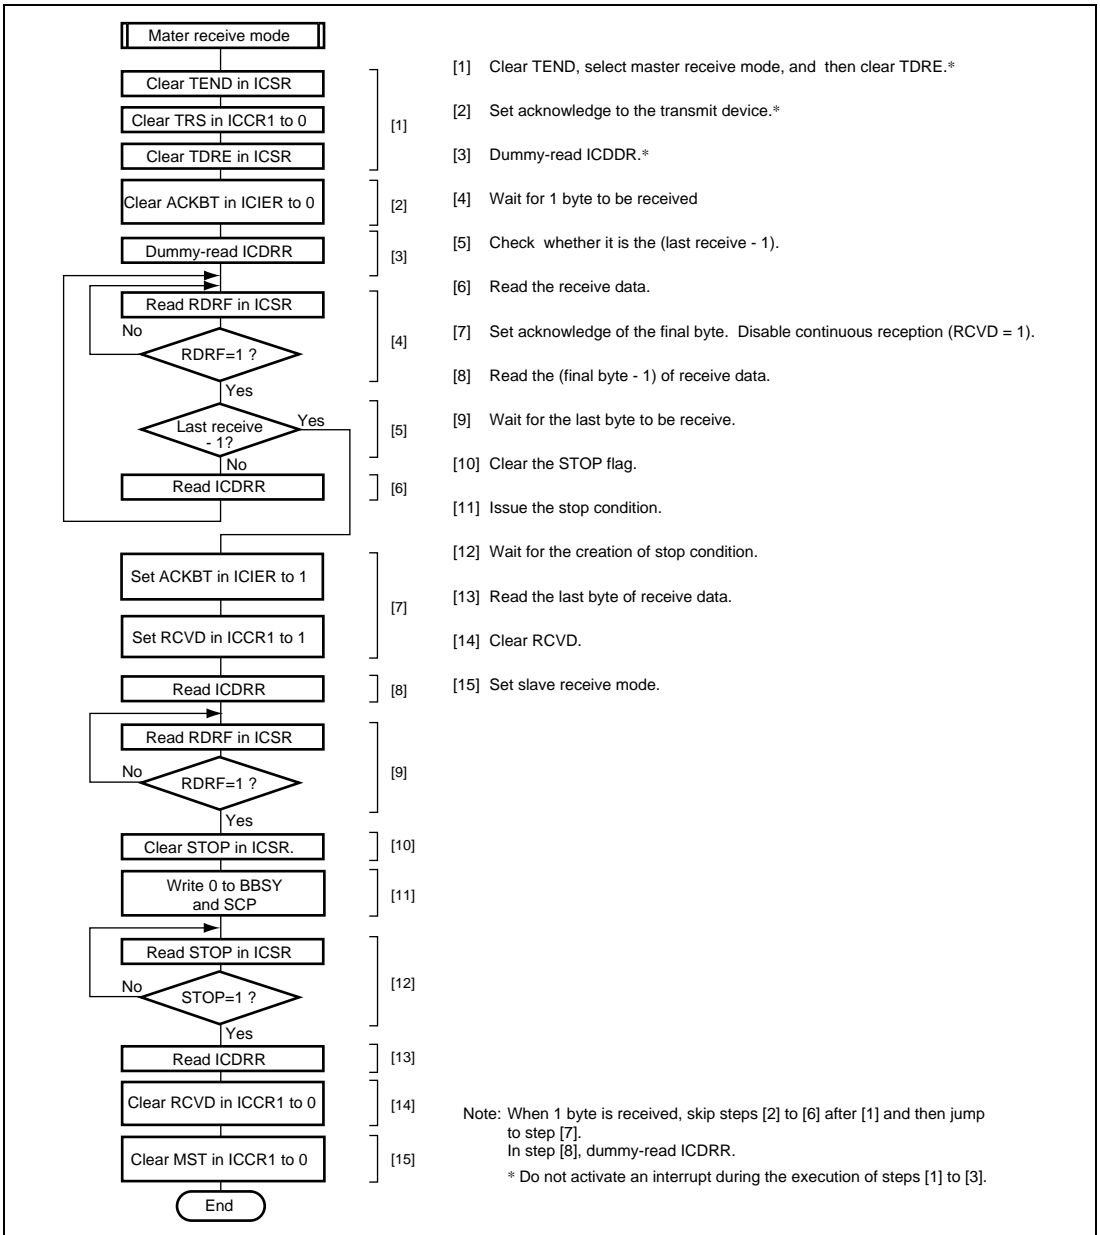 Mater receive mode
Clear TEND in ICSR
Clear TRS in ICCR1 to 0
Clear TDRE in ICSR
[1]
Clear ACKBT in ICIER to 0
[2]
Dummy-read ICDRR
[3]
Read RDRF in ICSR
No
RDRF=1 ?
[4]
Yes
Last receive
- 1?
Yes
[5]
No
Read ICDRR
[6]
Set ACKBT in ICIER to 1
[7]
Set RCVD in ICCR1 to 1
Read ICDRR
[8]
Read RDRF in ICSR
No
RDRF=1 ?
[9]
Yes
Clear STOP in ICSR.
[10]
Write 0 to BBSY
and SCP
[11]
Read STOP in ICSR
No
STOP=1 ?
[12]
Yes
Read ICDRR
[13]
Clear RCVD in ICCR1 to 0
[14]
Clear MST in ICCR1 to 0
[15]
End
[1] Clear TEND, select master receive mode, and then clear TDRE.*
[2] Set acknowledge to the transmit device.*
[3] Dummy-read ICDDR.*
[4] Wait for 1 byte to be received
[5] Check whether it is the (last receive - 1).
[6] Read the receive data.
[7] Set acknowledge of the final byte. Disable continuous reception (RCVD = 1).
[8] Read the (final byte - 1) of receive data.
[9] Wait for the last byte to be receive.
[10] Clear the STOP flag.
[11] Issue the stop condition.
[12] Wait for the creation of stop condition.
[13] Read the last byte of receive data.
[14] Clear RCVD.
[15] Set slave receive mode.
Note: When 1 byte is received, skip steps [2] to [6] after [1] and then jump
to step [7].
In step [8], dummy-read ICDRR.
* Do not activate an interrupt during the execution of steps [1] to [3].